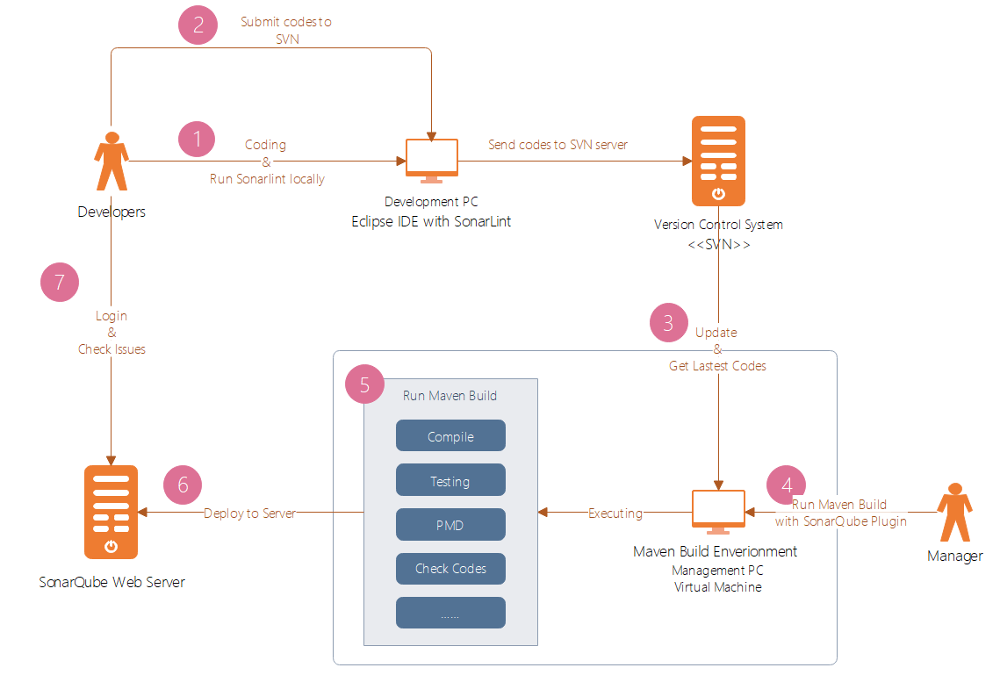 2
Submit codes to
SVN
1
Coding
&
Run Sonarlint locally
Send codes to SVN server
Developers
Development PC
Eclipse IDE with SonarLint
Version Control System
<<SVN>>
7
Login
&
Check Issues
3
Update
&
Get Lastest Codes
5
Run Maven Build
Compile
Testing
PMD
Check Codes
......
6
Deploy to Server
SonarQube Web Server
Executing
4
Run Maven Build
with SonarQube Plugin
Maven Build Enverionment
Management PC
Virtual Machine
Manager